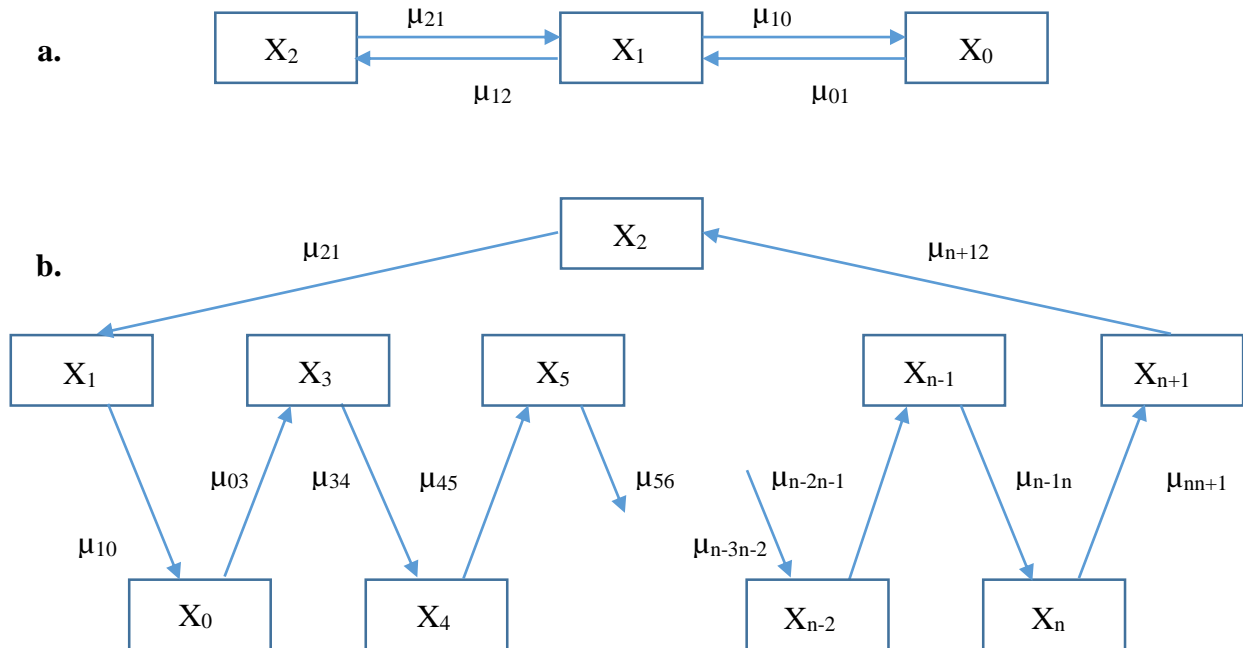 μ₂₁ μ₁₀
a. X₂ X₁ X₀
μ₁₂ μ₀₁
X₂
μ₂₁ μₙ₊₁₂
b.
X₁ X₃ X₅ Xₙ₋₁ Xₙ₊₁
μ₀₃ μ₃₄ μ₄₅ μ₅₆ μₙ₋₂ₙ₋₁ μₙ₋₁ₙ μₙₙ₊₁
μ₁₀ μₙ₋₃ₙ₋₂
X₀ X₄ Xₙ₋₂ Xₙ